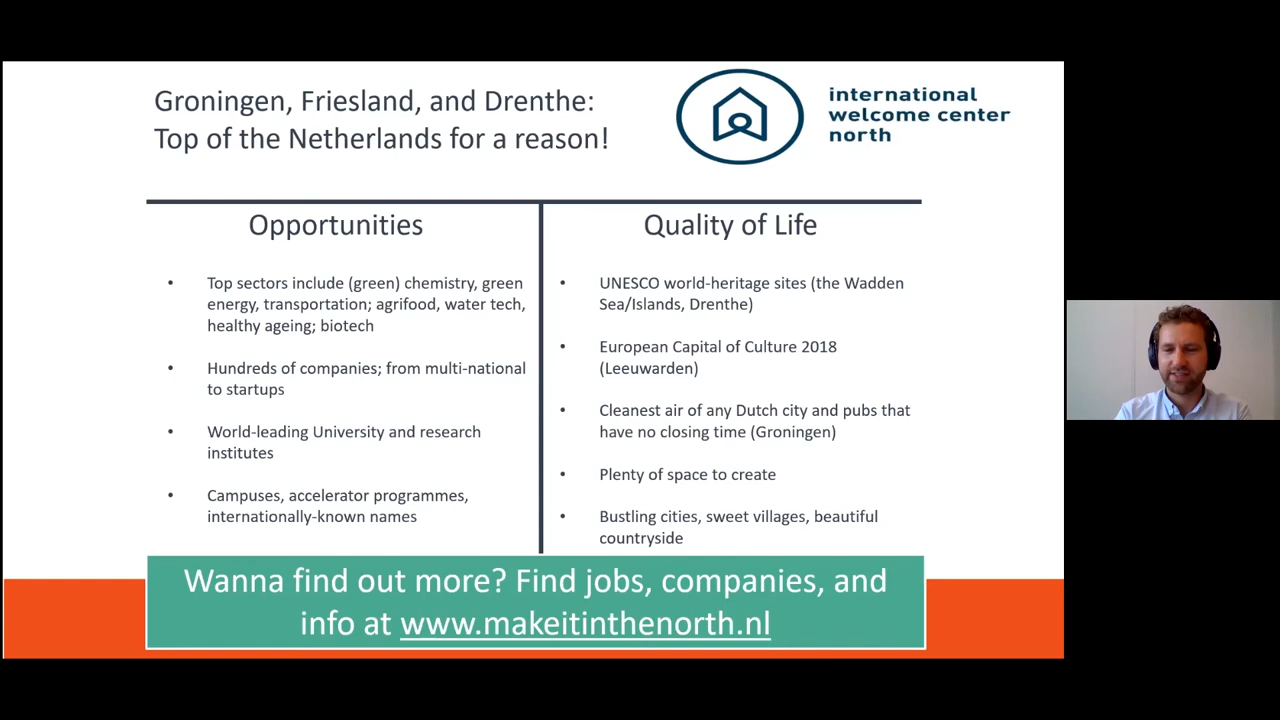 Groningen, Friesland, and Drenthe:
Top of the Netherlands for a reason!
international
welcome center
north
Opportunities
Top sectors include (green) chemistry, green
energy, transportation; agrifood, water tech,
healthy ageing; biotech
Hundreds of companies; from multi-national
to startups
World-leading University and research
institutes
Campuses, accelerator programmes,
internationally-known names
Quality of Life
UNESCO world-heritage sites (the Wadden
Sea/Islands, Drenthe)
European Capital of Culture 2018
(Leeuwarden)
Cleanest air of any Dutch city and pubs that
have no closing time (Groningen)
Plenty of space to create
Bustling cities, sweet villages, beautiful
countryside
Wanna find out more? Find jobs, companies, and
info at www.makeitinthenorth.nl